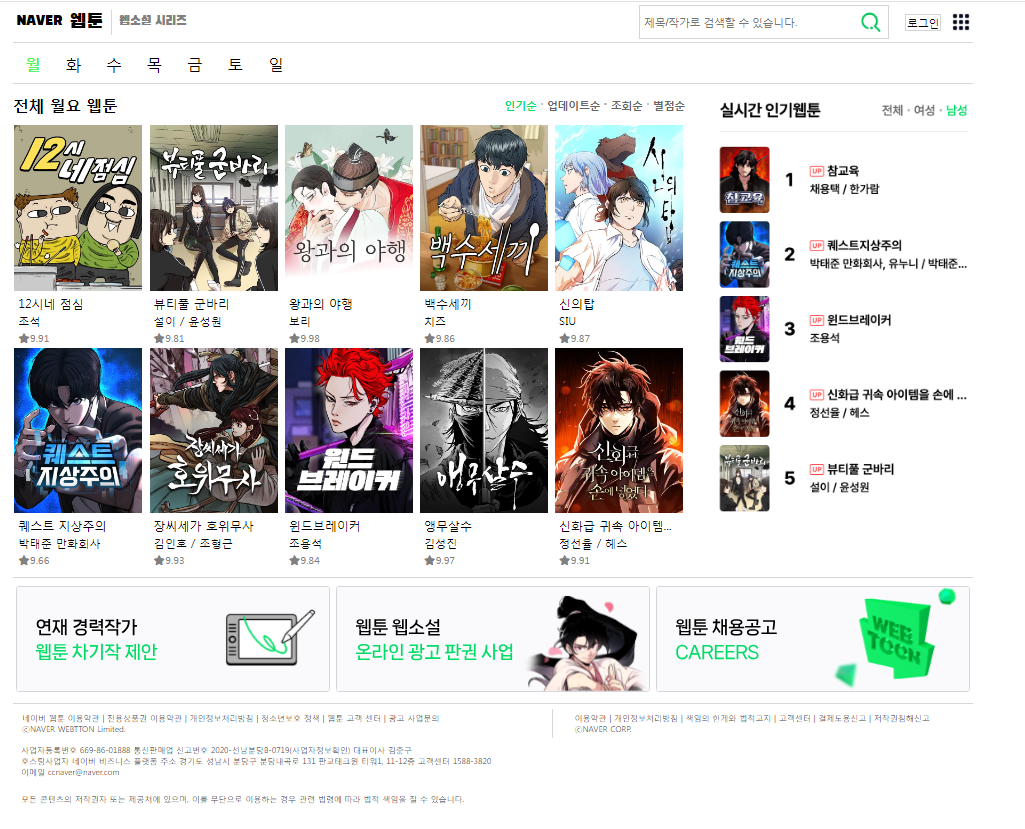 NAVER 웹툰 웹소설 시리즈
제목/작가로 검색할 수 있습니다.
로그인
월 화 수 목 금 토 일
전체 월요 웹툰
인기순 · 업데이트순 · 조회순 · 별점순
12시 네 점심
뷰티풀 군바리
왕과의 야행
백수세끼
신의 탑
12시네 점심
조석
★9.91
뷰티풀 군바리
설이 / 윤성원
★9.81
왕과의 야행
보리
★9.98
백수세끼
치즈
★9.86
신의탑
SIU
★9.87
퀘스트 지상주의
장씨세가 호위무사
윈드 브레이커
앵무살수
신화급 귀속 아이템을 손에 넣었다
퀘스트 지상주의
박태준 만화회사
★9.66
장씨세가 호위무사
김인호 / 조형근
★9.93
윈드브레이커
조용석
★9.84
앵무살수
김성진
★9.97
신화급 귀속 아이템...
정선율 / 헤스
★9.91
실시간 인기웹툰
전체 · 여성 · 남성
참교육
1
UP 참교육
채용택 / 한가람
퀘스트 지상주의
2
UP 퀘스트지상주의
박태준 만화회사, 유누니 / 박태준...
윈드 브레이커
3
UP 윈드브레이커
조용석
4
UP 신화급 귀속 아이템을 손에 ...
정선율 / 헤스
뷰티풀 군바리
5
UP 뷰티풀 군바리
설이 / 윤성원
연재 경력작가
웹툰 차기작 제안
웹툰 웹소설
온라인 광고 판권 사업
웹툰 채용공고
CAREERS
WEB
TOON
네이버 웹툰 이용약관 | 전용상품권 이용약관 | 개인정보처리방침 | 청소년보호 정책 | 웹툰 고객 센터 | 광고 사업문의
ⓒNAVER WEBTTON Limited.
이용약관 | 개인정보처리방침 | 책임의 한계와 법적고지 | 고객센터 | 결제도용신고 | 저작권침해신고
ⓒNAVER CORP.
사업자등록번호 669-86-01888 통신판매업 신고번호 2020-선남분당B-0719(사업자정보확인) 대표이사 김준구
호스팅사업자 네이버 비즈니스 플랫폼 주소 경기도 성남시 분당구 분당내곡로 131 판교테크원 타워1, 11-12층 고객센터 1588-3820
이메일 ccnaver@naver.com
모든 콘텐츠의 저작권자 또는 제공처에 있으며, 이를 무단으로 이용하는 경우 관련 법령에 따라 법적 책임을 질 수 있습니다.